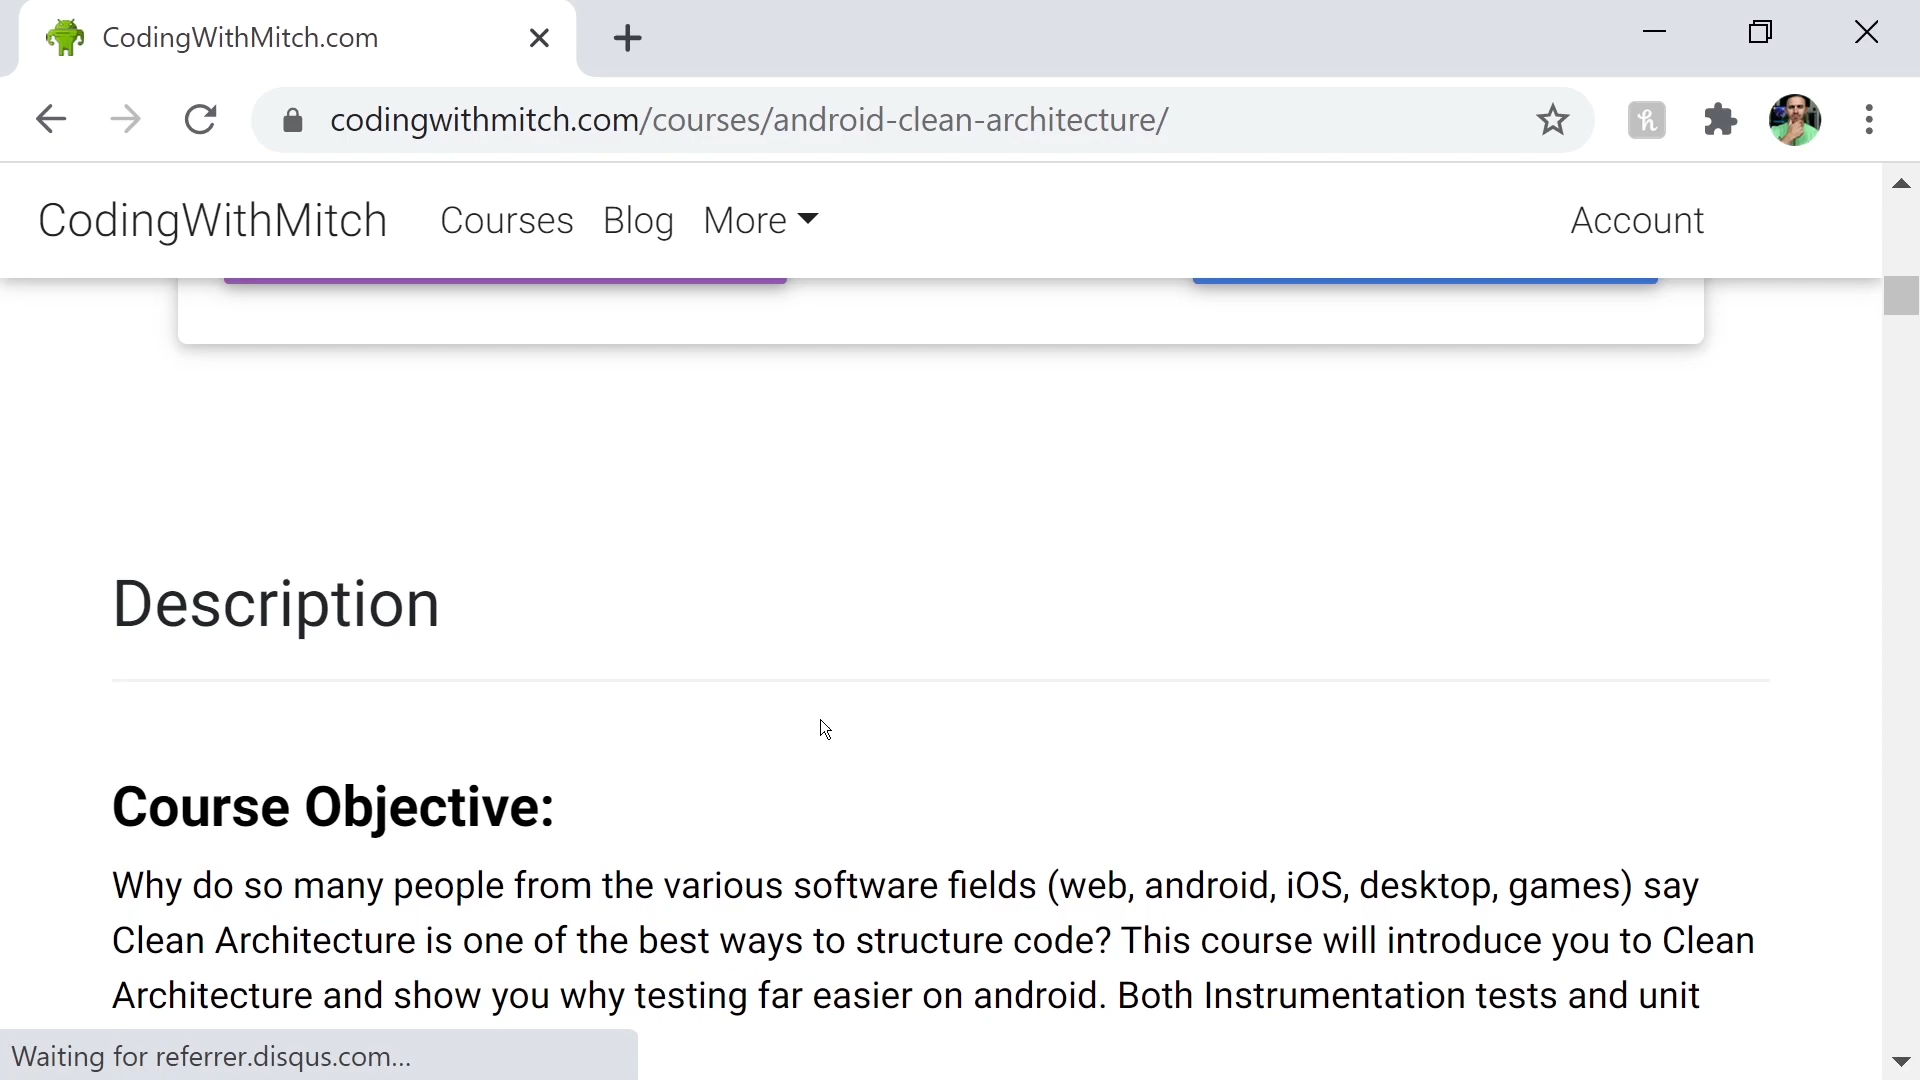 CodingWithMitch.com
codingwithmitch.com/courses/android-clean-architecture/
CodingWithMitch Courses Blog More Account
Description
Course Objective:
Why do so many people from the various software fields (web, android, iOS, desktop, games) say
Clean Architecture is one of the best ways to structure code? This course will introduce you to Clean
Architecture and show you why testing far easier on android. Both Instrumentation tests and unit
Waiting for referrer.disqus.com...